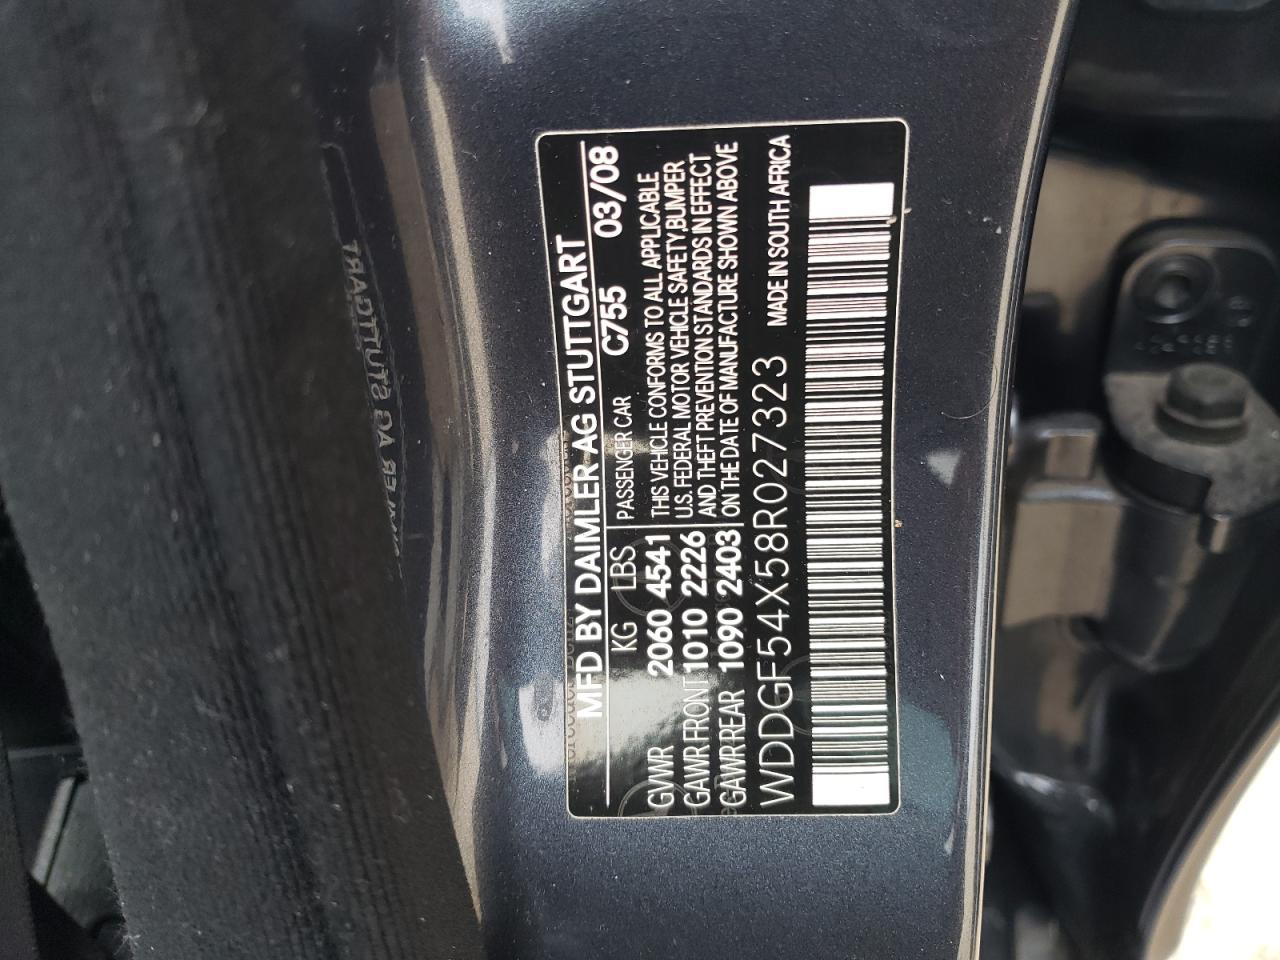 MFD BY DAIMLER AG STUTTGART
KG LBS PASSENGER CAR C755 03/08
GVWR 2060 4541 THIS VEHICLE CONFORMS TO ALL APPLICABLE
GAWR FRONT 1010 2226 U.S. FEDERAL MOTOR VEHICLE SAFETY,BUMPER
GAWR REAR 1090 2403 AND THEFT PREVENTION STANDARDS IN EFFECT
ON THE DATE OF MANUFACTURE SHOWN ABOVE
WDDGF54X58R027323 MADE IN SOUTH AFRICA